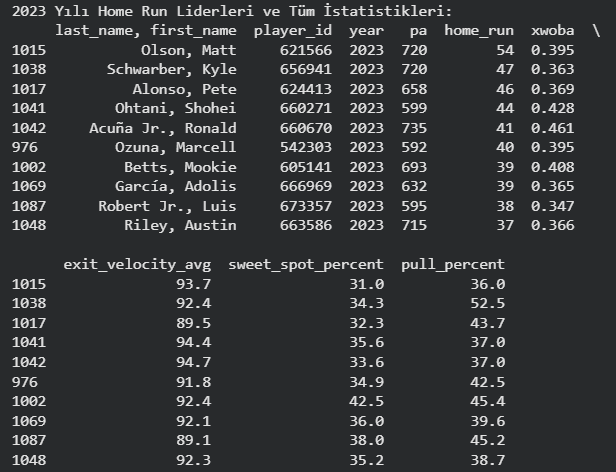 2023 Yılı Home Run Liderleri ve Tüm İstatistikleri:
     last_name, first_name  player_id  year   pa  home_run  xwoba  \
1015            Olson, Matt     621566  2023  720        54  0.395
1038        Schwarber, Kyle     656941  2023  720        47  0.363
1017           Alonso, Pete     624413  2023  658        46  0.369
1041         Ohtani, Shohei     660271  2023  599        44  0.428
1042     Acuña Jr., Ronald     660670  2023  735        41  0.461
976          Ozuna, Marcell     542303  2023  592        40  0.395
1002          Betts, Mookie     605141  2023  693        39  0.408
1069         García, Adolis     666969  2023  632        39  0.365
1087       Robert Jr., Luis     673357  2023  595        38  0.347
1048          Riley, Austin     663586  2023  715        37  0.366

      exit_velocity_avg  sweet_spot_percent  pull_percent
1015               93.7                31.0          36.0
1038               92.4                34.3          52.5
1017               89.5                32.3          43.7
1041               94.4                35.6          37.0
1042               94.7                33.6          37.0
976                91.8                34.9          42.5
1002               92.4                42.5          45.4
1069               92.1                36.0          39.6
1087               89.1                38.0          45.2
1048               92.3                35.2          38.7